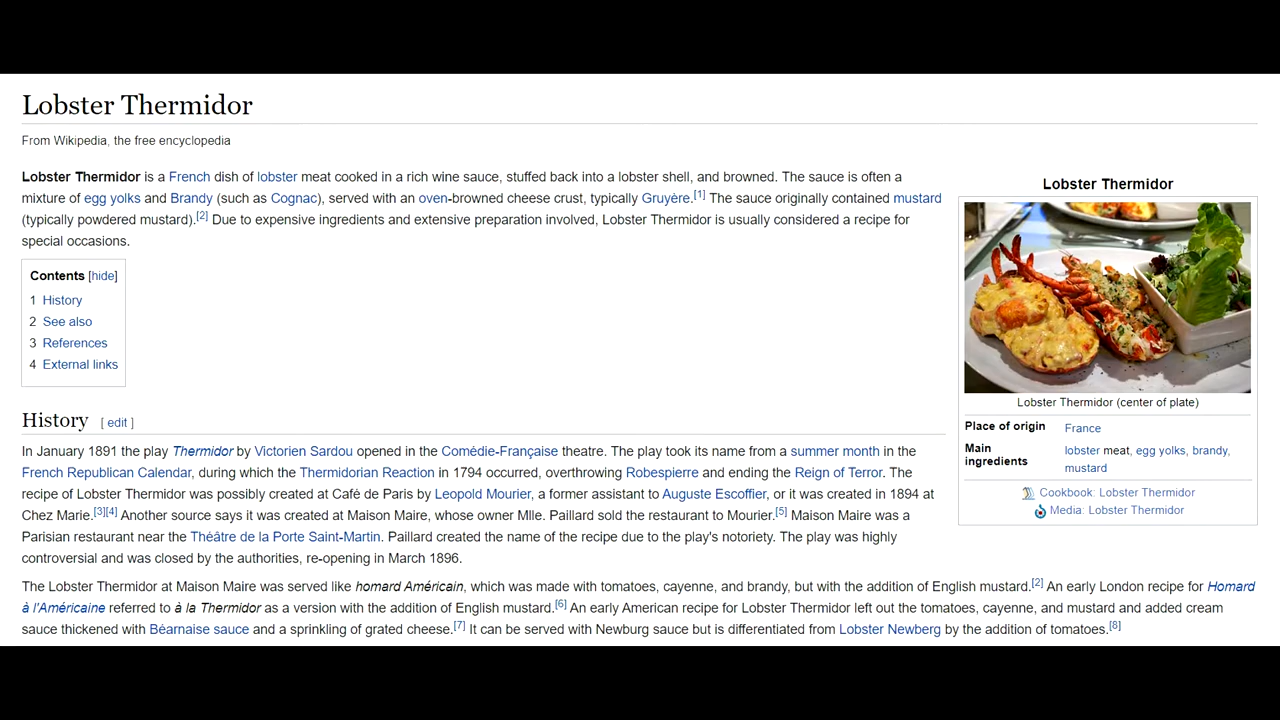 Lobster Thermidor
From Wikipedia, the free encyclopedia
Lobster Thermidor is a French dish of lobster meat cooked in a rich wine sauce, stuffed back into a lobster shell, and browned. The sauce is often a
mixture of egg yolks and Brandy (such as Cognac), served with an oven-browned cheese crust, typically Gruyère.[1] The sauce originally contained mustard
(typically powdered mustard).[2] Due to expensive ingredients and extensive preparation involved, Lobster Thermidor is usually considered a recipe for
special occasions.
Contents [hide]
1 History
2 See also
3 References
4 External links
Lobster Thermidor
Lobster Thermidor (center of plate)
Place of origin France
Main ingredients lobster meat, egg yolks, brandy,
mustard
Cookbook: Lobster Thermidor
Media: Lobster Thermidor
History [ edit ]
In January 1891 the play Thermidor by Victorien Sardou opened in the Comédie-Française theatre. The play took its name from a summer month in the
French Republican Calendar, during which the Thermidorian Reaction in 1794 occurred, overthrowing Robespierre and ending the Reign of Terror. The
recipe of Lobster Thermidor was possibly created at Café de Paris by Leopold Mourier, a former assistant to Auguste Escoffier, or it was created in 1894 at
Chez Marie.[3][4] Another source says it was created at Maison Maire, whose owner Mlle. Paillard sold the restaurant to Mourier.[5] Maison Maire was a
Parisian restaurant near the Théâtre de la Porte Saint-Martin. Paillard created the name of the recipe due to the play's notoriety. The play was highly
controversial and was closed by the authorities, re-opening in March 1896.
The Lobster Thermidor at Maison Maire was served like homard Américain, which was made with tomatoes, cayenne, and brandy, but with the addition of English mustard.[2] An early London recipe for Homard
à l'Américaine referred to à la Thermidor as a version with the addition of English mustard.[6] An early American recipe for Lobster Thermidor left out the tomatoes, cayenne, and mustard and added cream
sauce thickened with Béarnaise sauce and a sprinkling of grated cheese.[7] It can be served with Newburg sauce but is differentiated from Lobster Newberg by the addition of tomatoes.[8]